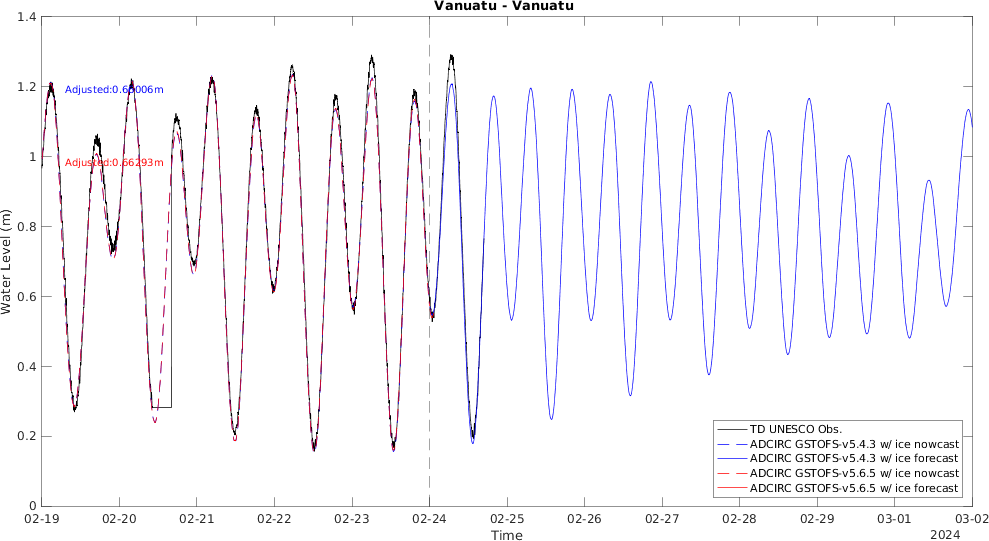 Vanuatu - Vanuatu
1.4
1.2
1
0.8
0.6
0.4
0.2
0
Water Level (m)
Adjusted:0.66293m
TD UNESCO Obs.
ADCIRC GSTOFS-v5.4.3 w/ ice nowcast
ADCIRC GSTOFS-v5.4.3 w/ ice forecast
ADCIRC GSTOFS-v5.6.5 w/ ice nowcast
ADCIRC GSTOFS-v5.6.5 w/ ice forecast
02-19 02-20 02-21 02-22 02-23 02-24 02-25 02-26 02-27 02-28 02-29 03-01 03-02
Time
2024